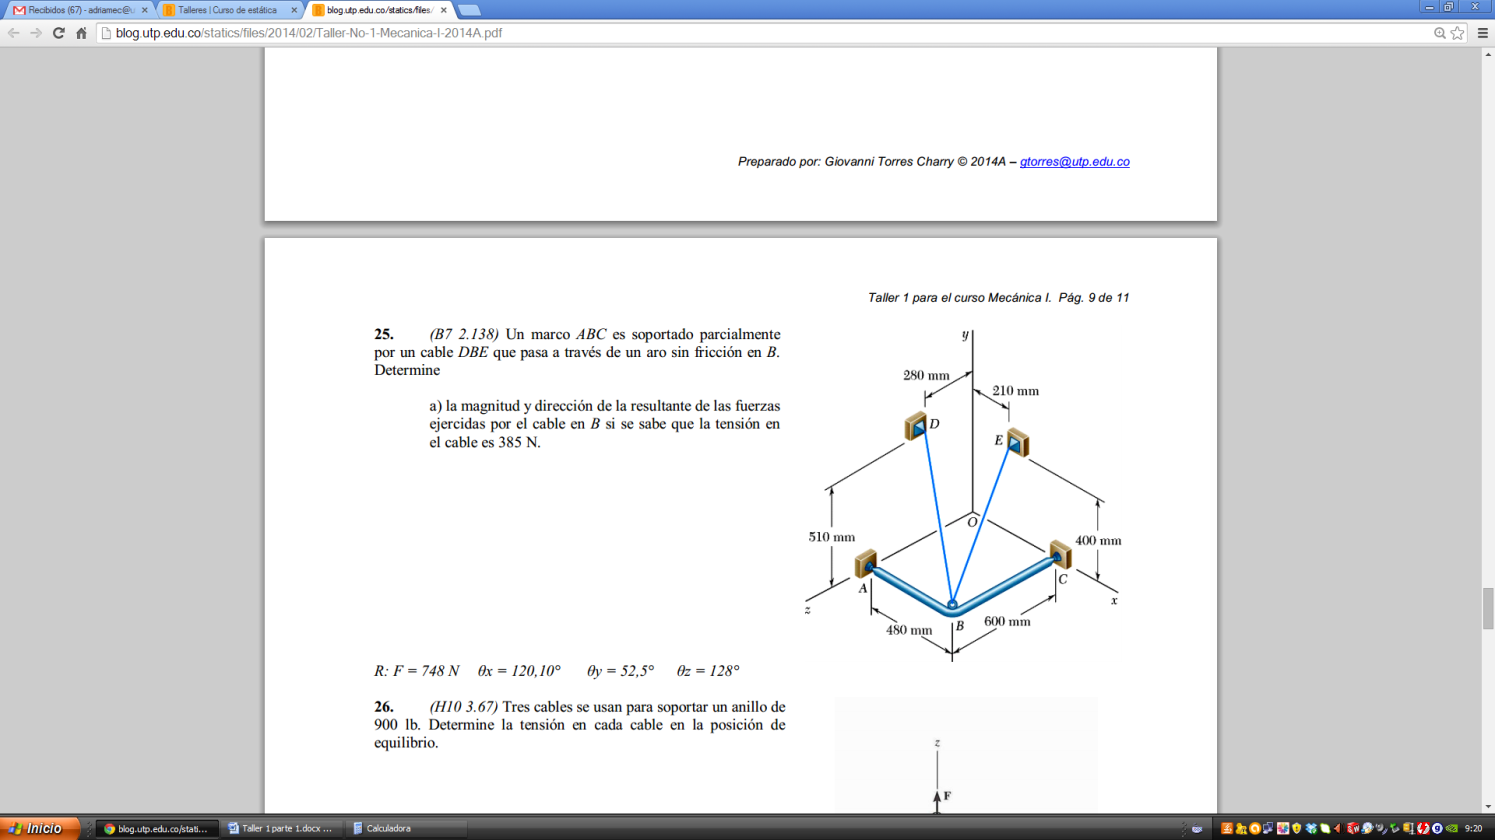 Recibidos (67) - adriamec@u
Talleres | Curso de estática
blog.utp.edu.co/statics/files/
blog.utp.edu.co/statics/files/2014/02/Taller-No-1-Mecanica-I-2014A.pdf
Preparado por: Giovanni Torres Charry © 2014A – gtorres@utp.edu.co
Taller 1 para el curso Mecánica I. Pág. 9 de 11
25. (B7 2.138) Un marco ABC es soportado parcialmente
por un cable DBE que pasa a través de un aro sin fricción en B.
Determine
a) la magnitud y dirección de la resultante de las fuerzas
ejercidas por el cable en B si se sabe que la tensión en
el cable es 385 N.
y
280 mm
210 mm
D
E
O
510 mm
400 mm
A
C
z
x
480 mm
B
600 mm
R: F = 748 N θx = 120,10° θy = 52,5° θz = 128°
26. (H10 3.67) Tres cables se usan para soportar un anillo de
900 lb. Determine la tensión en cada cable en la posición de
equilibrio.
z
F
Inicio
blog.utp.edu.co/stati...
Taller 1 parte 1.docx ...
Calculadora
9:20